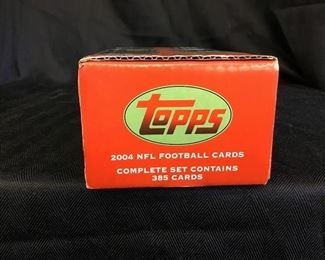 Topps
2004 NFL FOOTBALL CARDS
COMPLETE SET CONTAINS
385 CARDS